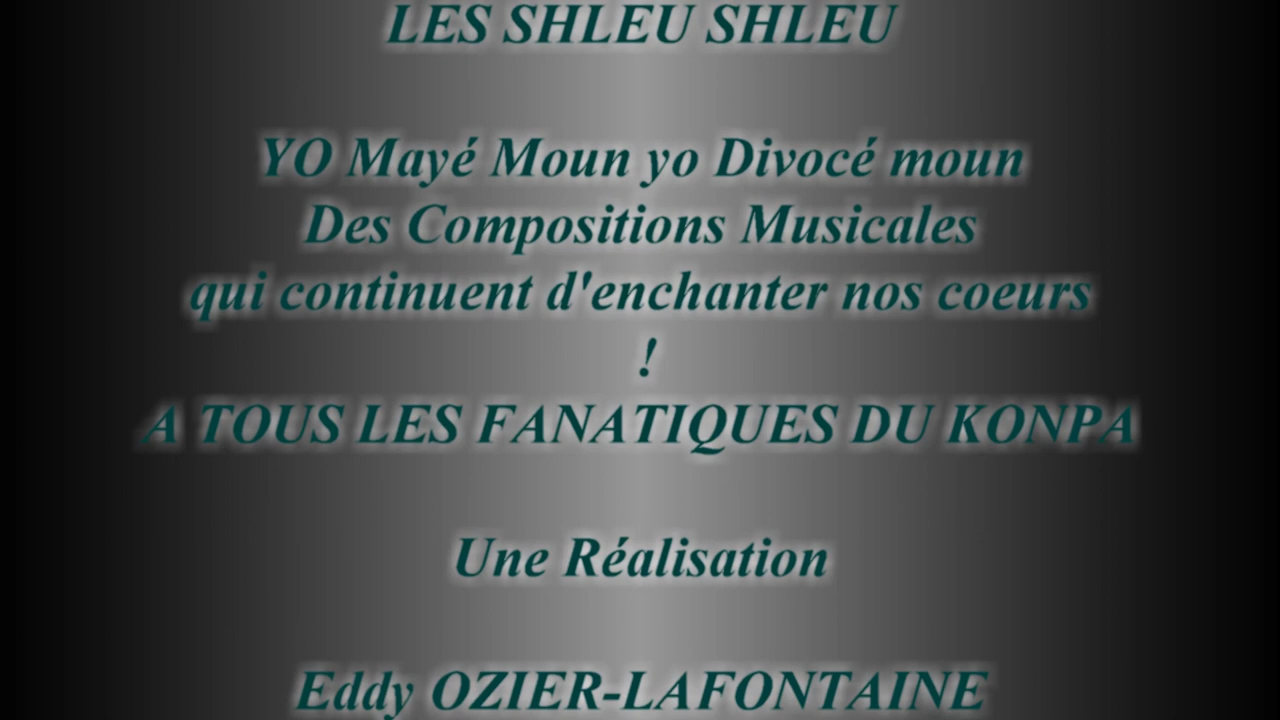 LES SHLEU SHLEU
YO Mayé Moun yo Divocé moun
Des Compositions Musicales
qui continuent d'enchanter nos coeurs
!
A TOUS LES FANATIQUES DU KONPA
Une Réalisation
Eddy OZIER-LAFONTAINE